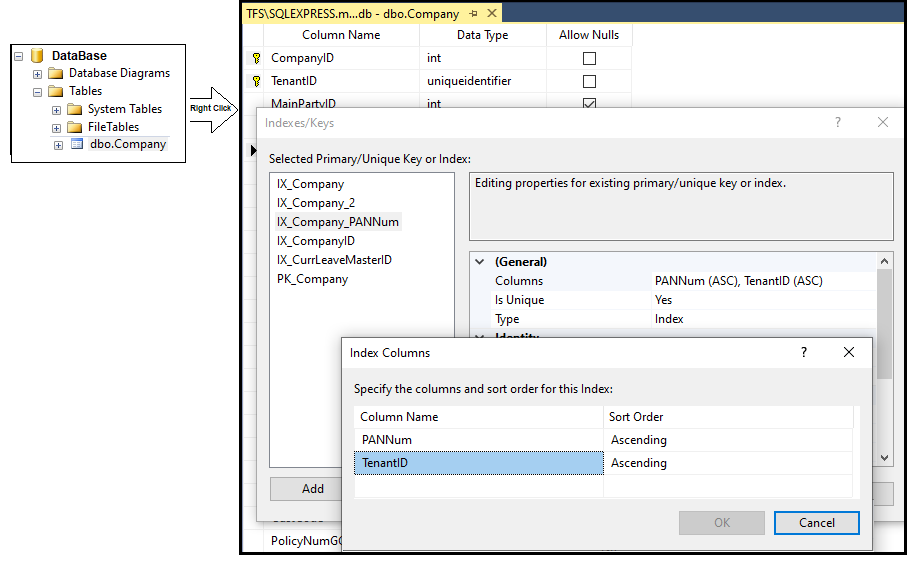 DataBase
Database Diagrams
Tables
System Tables
FileTables
dbo.Company
Right Click
TFS\SQLEXPRESS.m...db - dbo.Company
Column Name Data Type Allow Nulls
CompanyID int
TenantID uniqueidentifier
MainPartyID int
Indexes/Keys ?
Selected Primary/Unique Key or Index:
IX_Company
IX_Company_2
IX_Company_PANNum
IX_CompanyID
IX_CurrLeaveMasterID
PK_Company
Editing properties for existing primary/unique key or index.
(General)
Columns PANNum (ASC), TenantID (ASC)
Is Unique Yes
Type Index
Identity
Add
Index Columns ?
Specify the columns and sort order for this Index:
Column Name Sort Order
PANNum Ascending
TenantID Ascending
OK Cancel